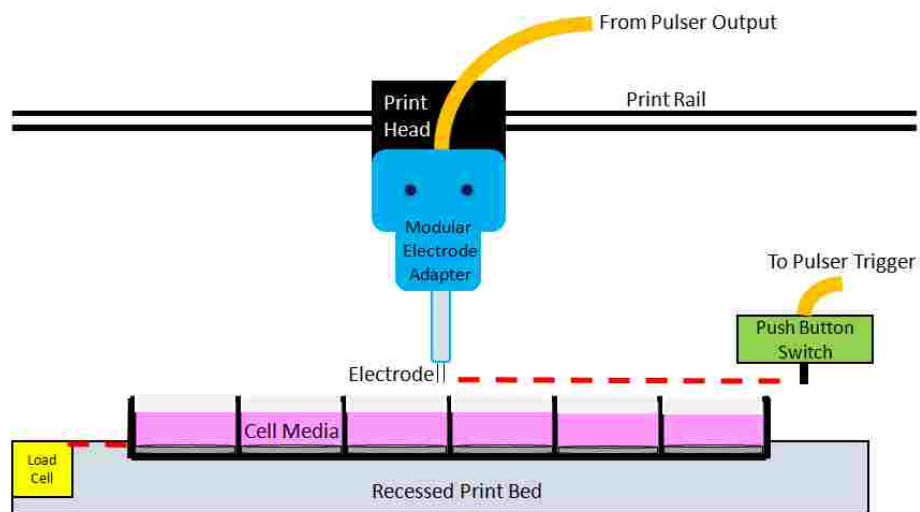 From Pulser Output
Print
Head
Print Rail
Modular
Electrode
Adapter
To Pulser Trigger
Push Button
Switch
Electrode
Cell Media
Load
Cell
Recessed Print Bed